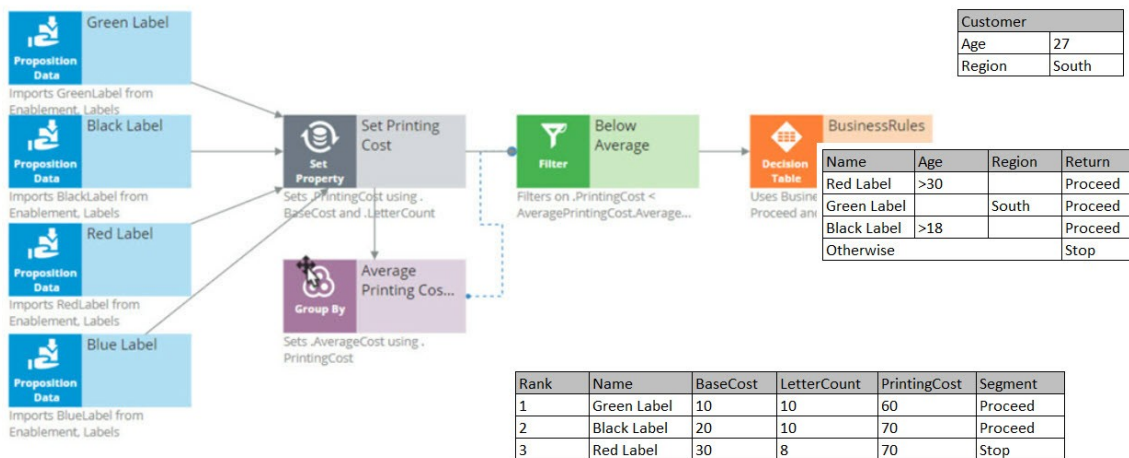 Green Label
Proposition
Data
Imports GreenLabel from
Enablement, Labels
Black Label
Proposition
Data
Imports BlackLabel from
Enablement, Labels
Red Label
Proposition
Data
Imports RedLabel from
Enablement, Labels
Blue Label
Proposition
Data
Imports BlueLabel from
Enablement, Labels
Set Printing
Cost
Set
Property
Sets .PrintingCost using .
BaseCost and .LetterCount
Average
Printing Cos...
Group By
Sets .AverageCost using .
PrintingCost
Below
Average
Filter
Filters on .PrintingCost <
AveragePrintingCost.Average...
BusinessRules
Decision
Table
Uses Busine
Proceed an
Customer
Age 27
Region South
Name Age Region Return
Red Label >30 Proceed
Green Label South Proceed
Black Label >18 Proceed
Otherwise Stop
Rank Name BaseCost LetterCount PrintingCost Segment
1 Green Label 10 10 60 Proceed
2 Black Label 20 10 70 Proceed
3 Red Label 30 8 70 Stop